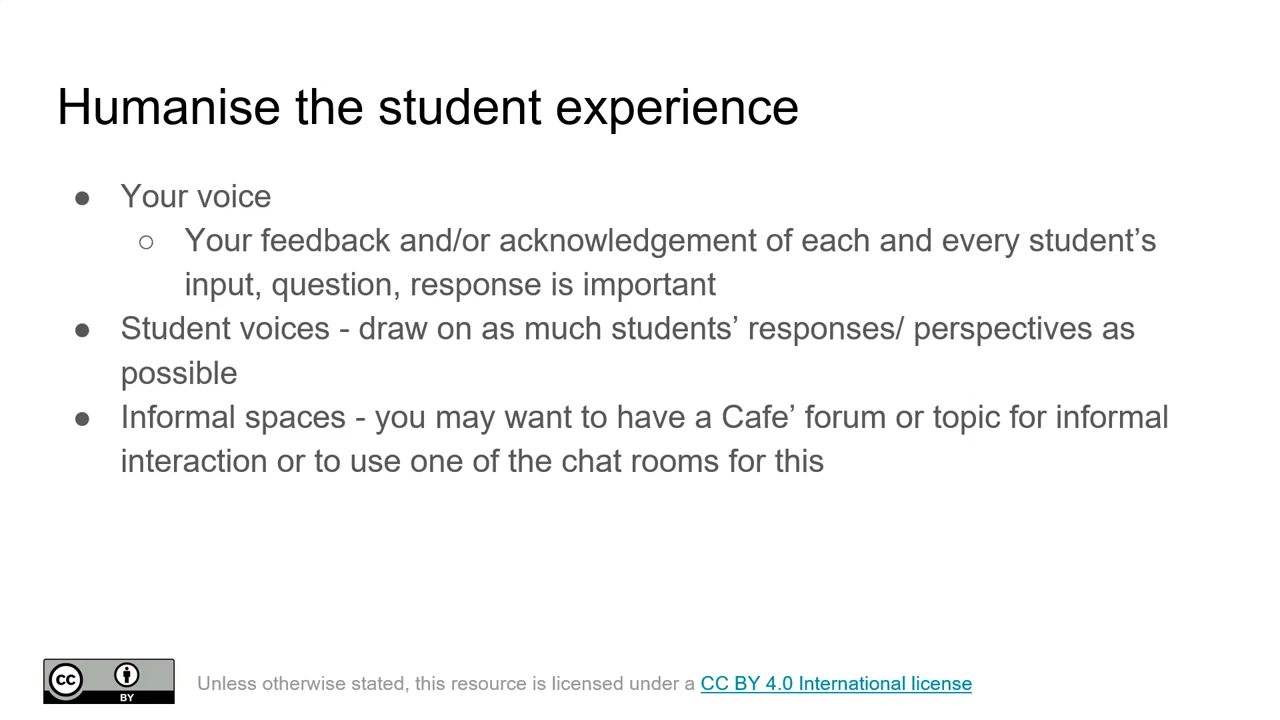 Humanise the student experience
● Your voice
○ Your feedback and/or acknowledgement of each and every student’s
input, question, response is important
● Student voices - draw on as much students’ responses/ perspectives as
possible
● Informal spaces - you may want to have a Cafe’ forum or topic for informal
interaction or to use one of the chat rooms for this
cc
BY
Unless otherwise stated, this resource is licensed under a CC BY 4.0 International license